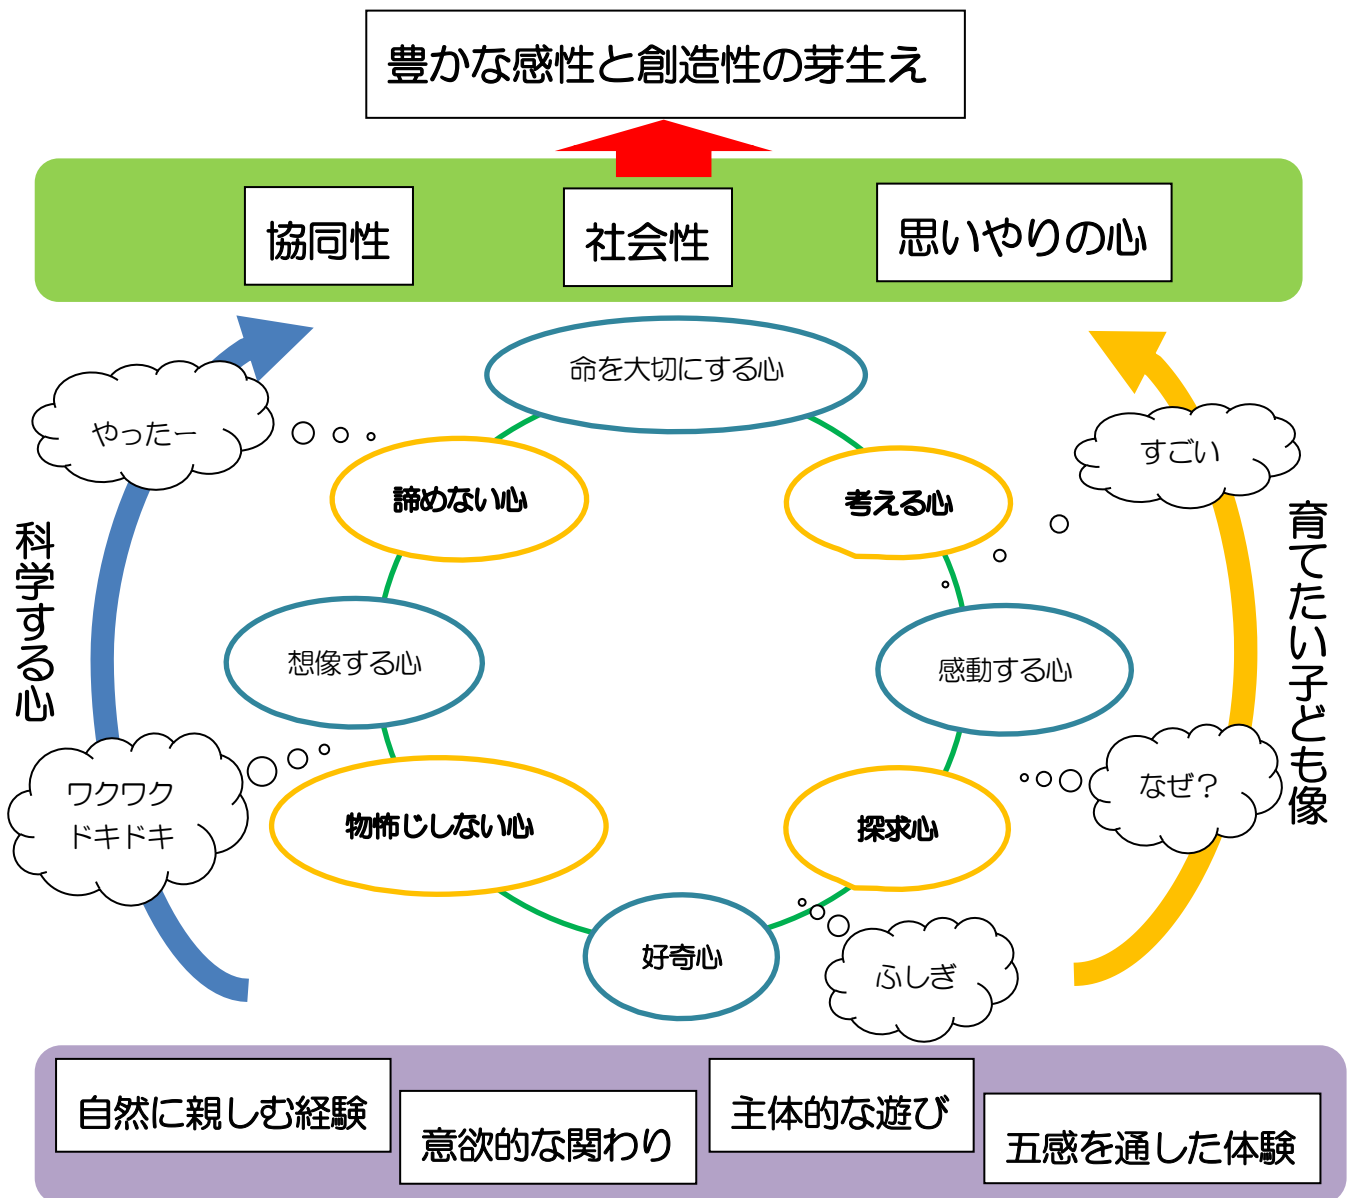 豊かな感性と創造性の芽生え
協同性
社会性
思いやりの心
命を大切にする心
やったー
すごい
諦めない心
考える心
科学する心
育てたい子ども像
想像する心
感動する心
ワクワク
ドキドキ
なぜ？
物怖じしない心
探求心
好奇心
ふしぎ
自然に親しむ経験
意欲的な関わり
主体的な遊び
五感を通した体験